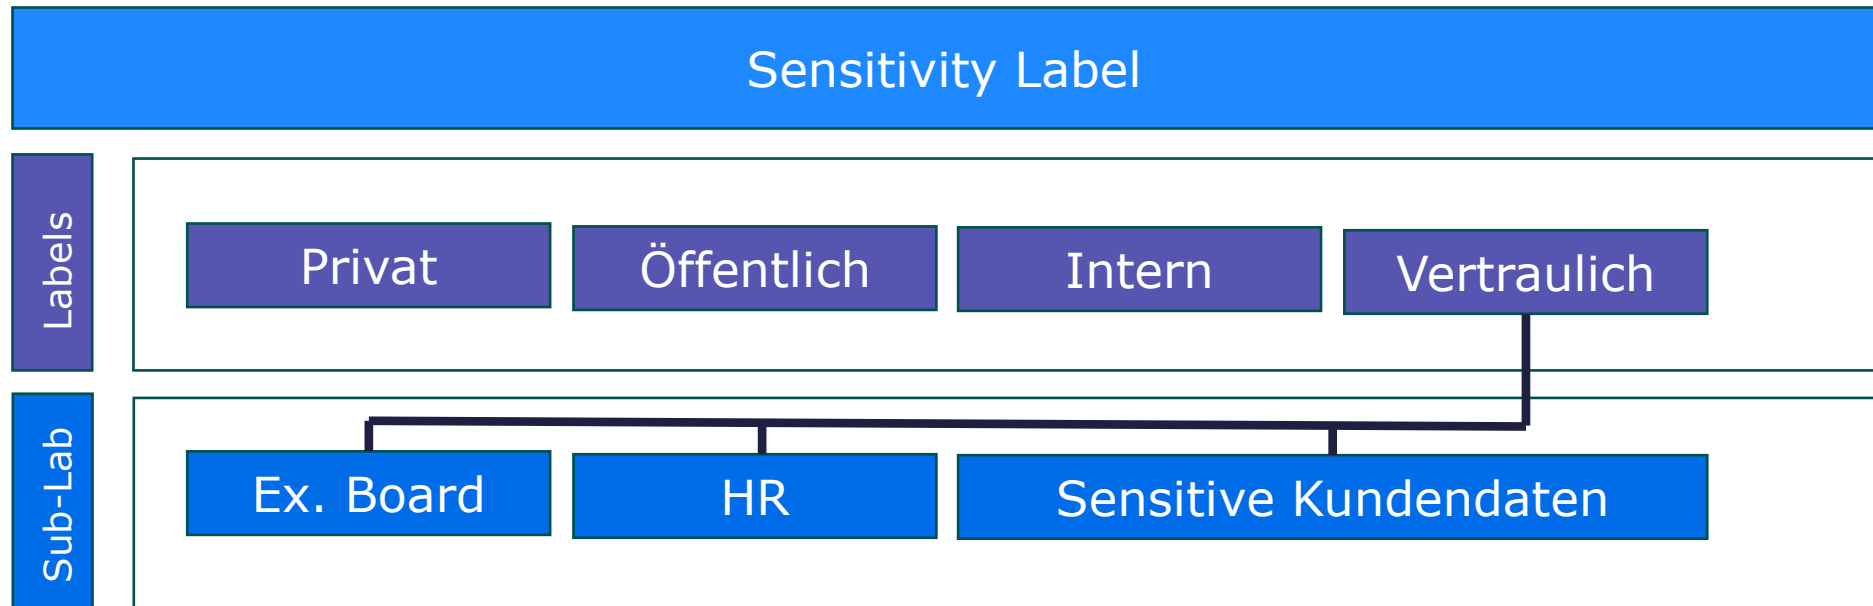 Sensitivity Label
Labels
Privat
Öffentlich
Intern
Vertraulich
Sub-Lab
Ex. Board
HR
Sensitive Kundendaten